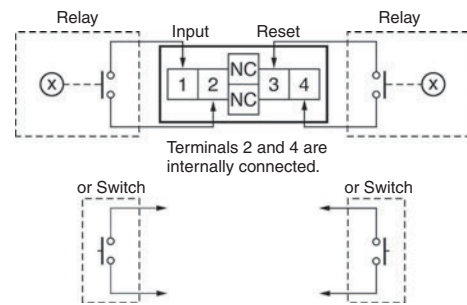 Relay
Input
Reset
Relay
X
1
2
NC
NC
3
4
X
Terminals 2 and 4 are
internally connected.
or Switch
or Switch